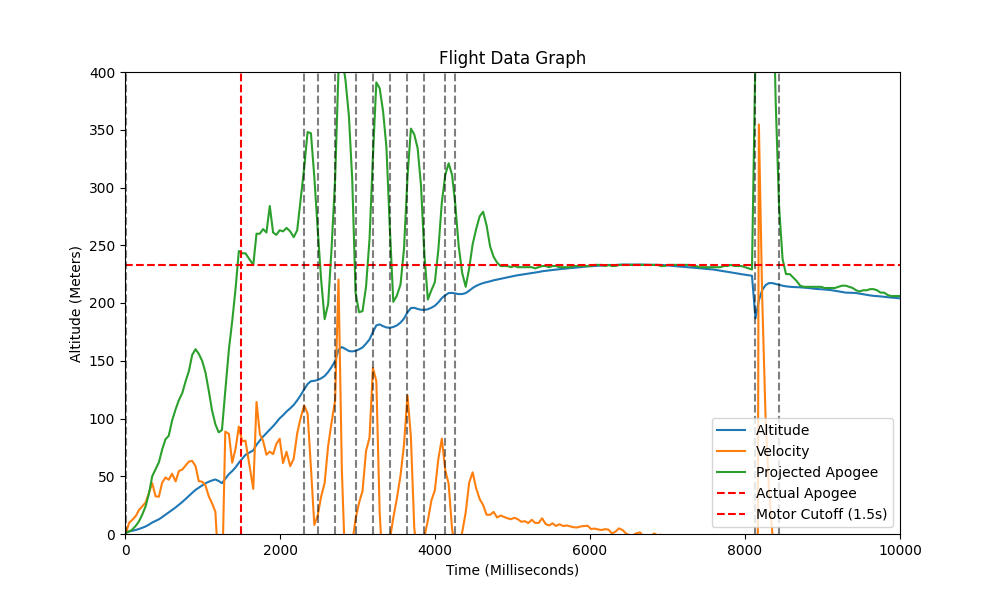 Flight Data Graph
400
350
300
250
200
150
100
50
0
Altitude (Meters)
0 2000 4000 6000 8000 10000
Time (Milliseconds)
Altitude
Velocity
Projected Apogee
Actual Apogee
Motor Cutoff (1.5s)